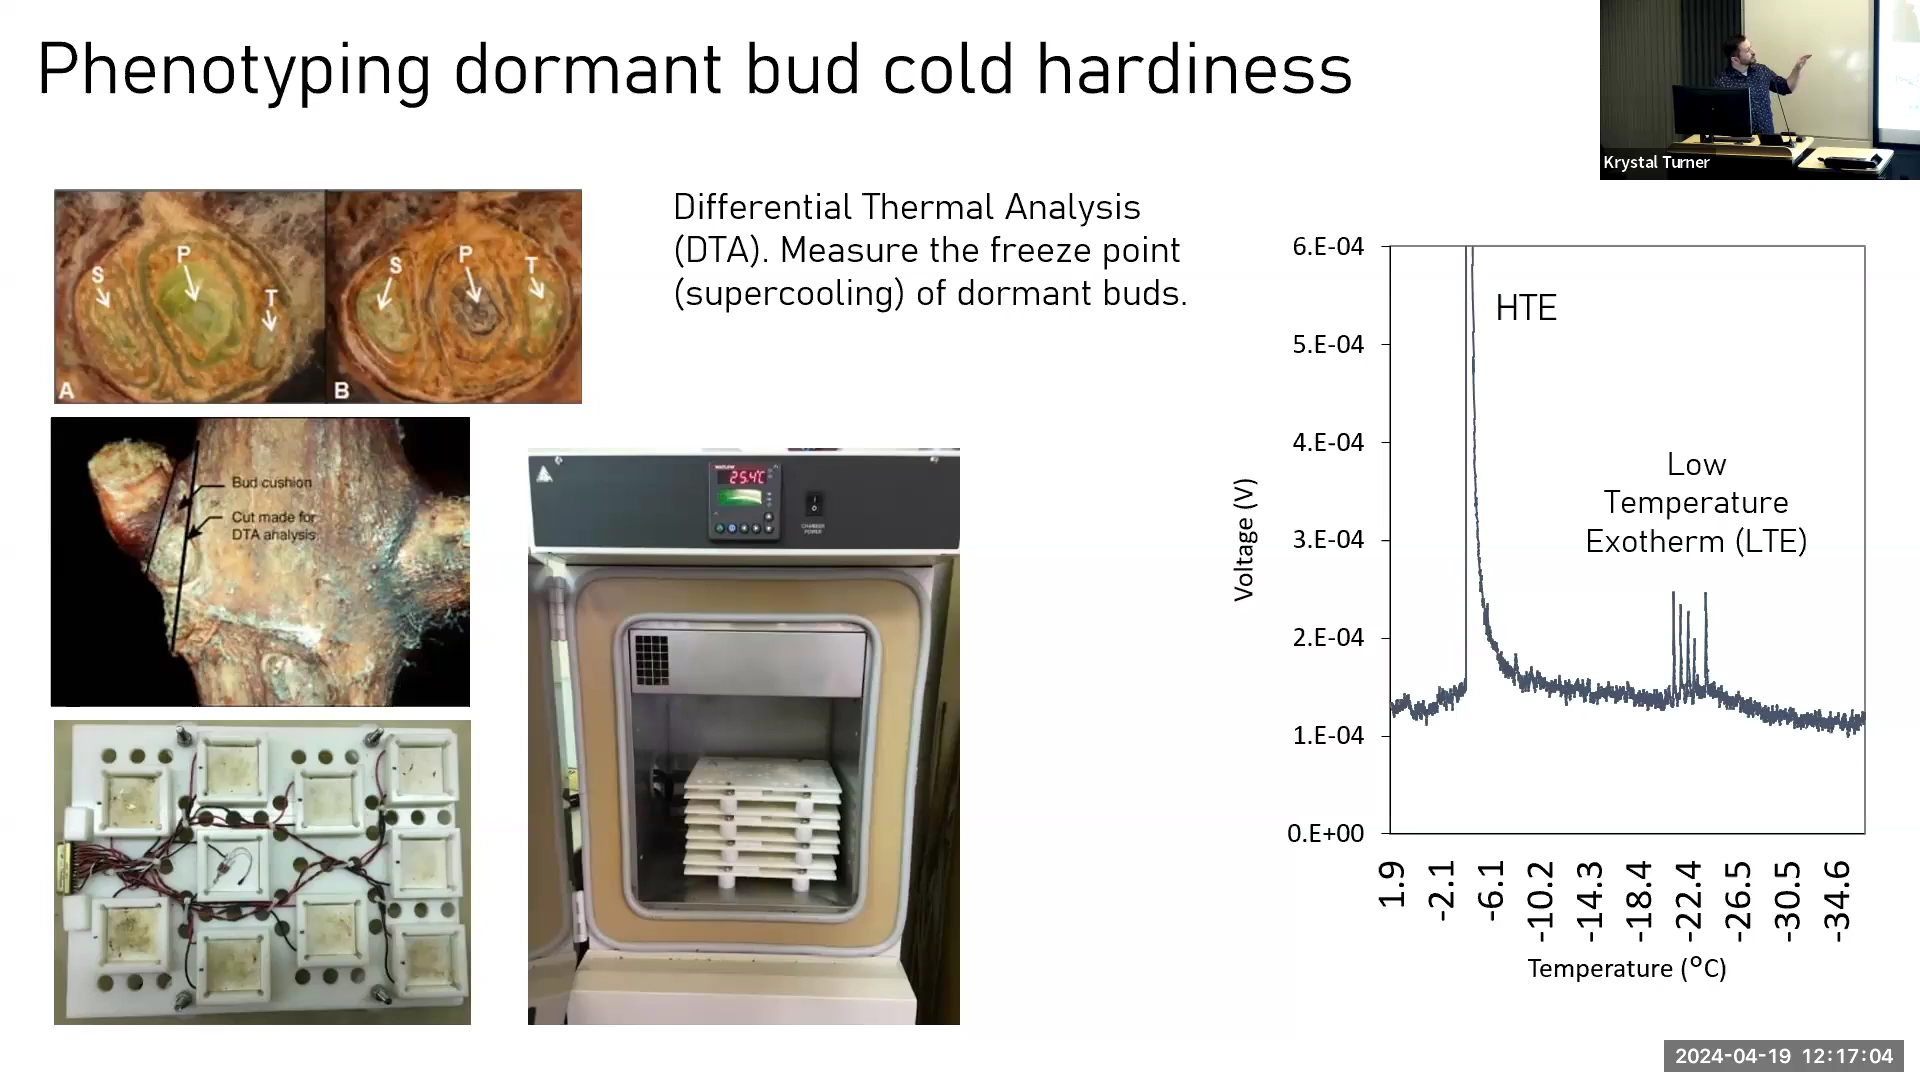 Phenotyping dormant bud cold hardiness
Krystal Turner
S
P
T
A
S
P
T
B
Differential Thermal Analysis
(DTA). Measure the freeze point
(supercooling) of dormant buds.
Bud cushion
Cut made for
DTA analysis
WATLOW
25.4°C
CHAMBER
POWER
6.E-04
5.E-04
4.E-04
3.E-04
2.E-04
1.E-04
0.E+00
Voltage (V)
HTE
Low
Temperature
Exotherm (LTE)
1.9
-2.1
-6.1
-10.2
-14.3
-18.4
-22.4
-26.5
-30.5
-34.6
Temperature (°C)
2024-04-19 12:17:04